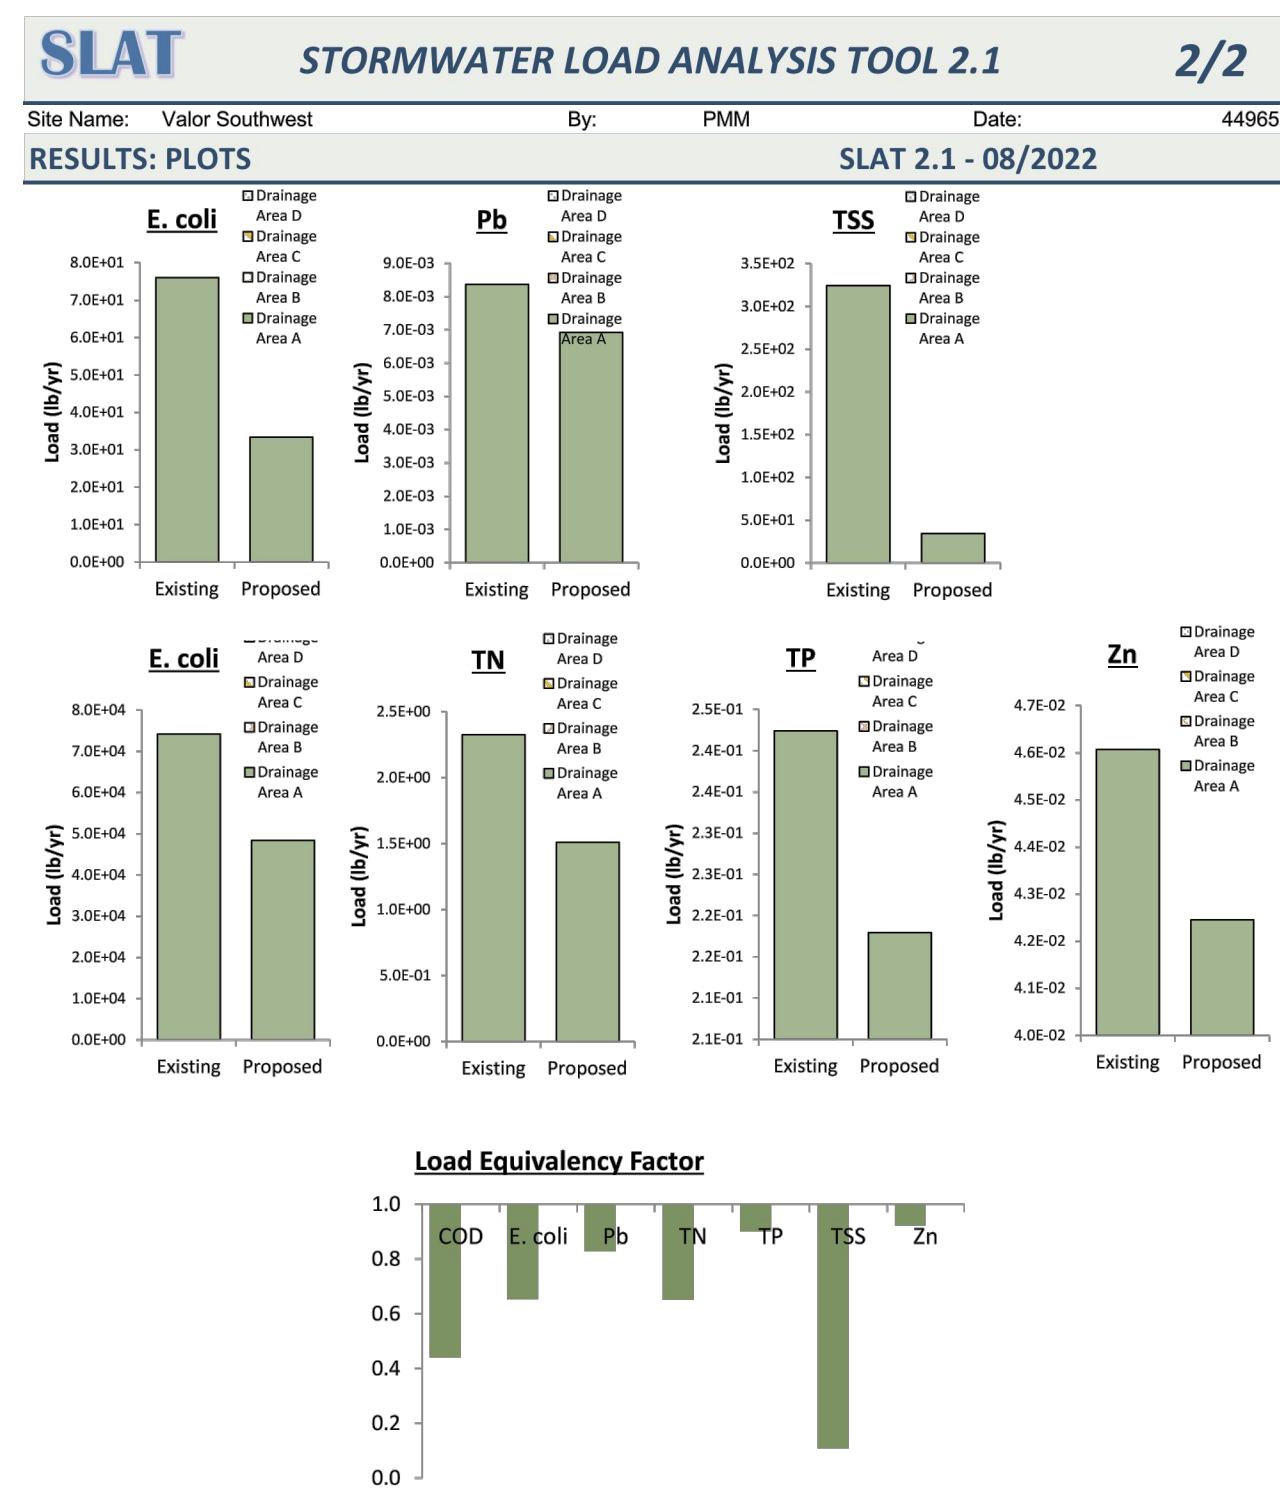 SLAT
STORMWATER LOAD ANALYSIS TOOL 2.1
2/2
Site Name: Valor Southwest By: PMM Date: 44965
RESULTS: PLOTS SLAT 2.1 - 08/2022
E. coli
Drainage
Area D
Drainage
Area C
Drainage
Area B
Drainage
Area A
Load (lb/yr)
8.0E+01
7.0E+01
6.0E+01
5.0E+01
4.0E+01
3.0E+01
2.0E+01
1.0E+01
0.0E+00
Existing Proposed
Pb
Drainage
Area D
Drainage
Area C
Drainage
Area B
Drainage
Area A
Load (lb/yr)
9.0E-03
8.0E-03
7.0E-03
6.0E-03
5.0E-03
4.0E-03
3.0E-03
2.0E-03
1.0E-03
0.0E+00
Existing Proposed
TSS
Drainage
Area D
Drainage
Area C
Drainage
Area B
Drainage
Area A
Load (lb/yr)
3.5E+02
3.0E+02
2.5E+02
2.0E+02
1.5E+02
1.0E+02
5.0E+01
0.0E+00
Existing Proposed
E. coli
Area D
Drainage
Area C
Drainage
Area B
Drainage
Area A
Load (lb/yr)
8.0E+04
7.0E+04
6.0E+04
5.0E+04
4.0E+04
3.0E+04
2.0E+04
1.0E+04
0.0E+00
Existing Proposed
TN
Drainage
Area D
Drainage
Area C
Drainage
Area B
Drainage
Area A
Load (lb/yr)
2.5E+00
2.0E+00
1.5E+00
1.0E+00
5.0E-01
0.0E+00
Existing Proposed
TP
Area D
Drainage
Area C
Drainage
Area B
Drainage
Area A
Load (lb/yr)
2.5E-01
2.4E-01
2.4E-01
2.3E-01
2.3E-01
2.2E-01
2.2E-01
2.1E-01
2.1E-01
Existing Proposed
Zn
Drainage
Area D
Drainage
Area C
Drainage
Area B
Drainage
Area A
Load (lb/yr)
4.7E-02
4.6E-02
4.5E-02
4.4E-02
4.3E-02
4.2E-02
4.1E-02
4.0E-02
Existing Proposed
Load Equivalency Factor
1.0
0.8
0.6
0.4
0.2
0.0
COD E. coli Pb TN TP TSS Zn